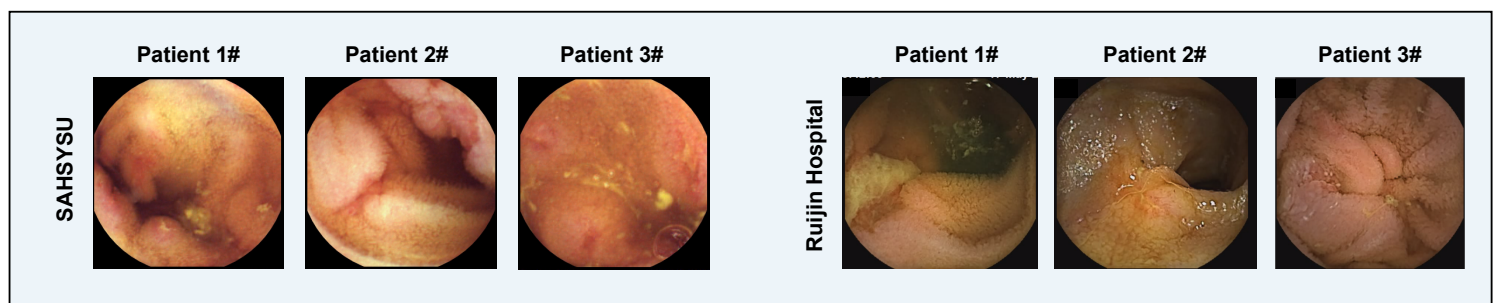 Patient 1#
Patient 2#
Patient 3#
SAHSYSU
Patient 1#
Patient 2#
Patient 3#
Ruijin Hospital